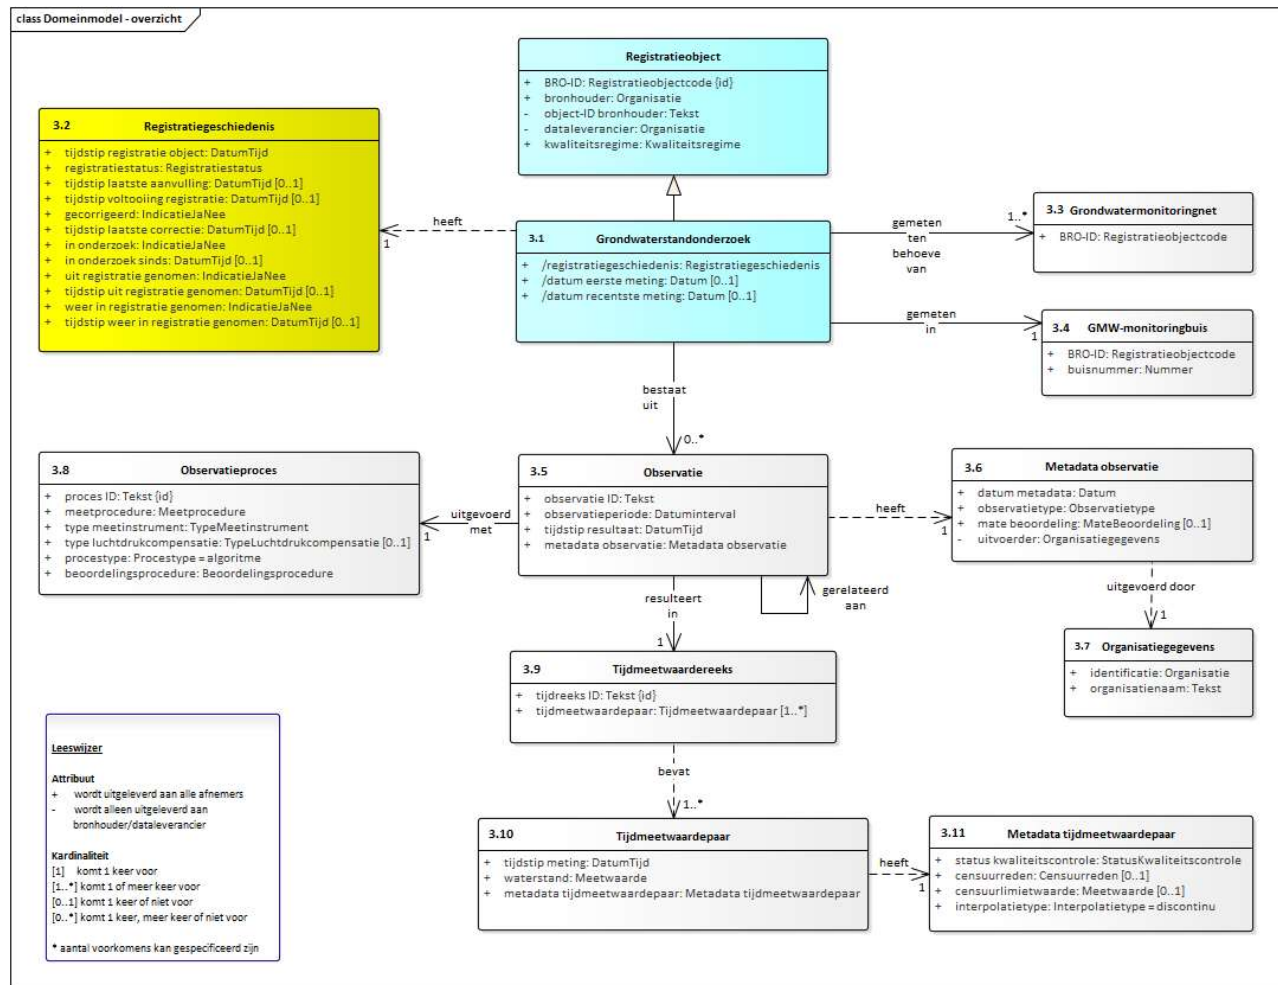 class Domeinmodel - overzicht
Registratieobject
+ BRO-ID: Registratieobjectcode {id}
+ bronhouder: Organisatie
- object-ID bronhouder: Tekst
- dataleverancier: Organisatie
+ kwaliteitsregime: Kwaliteitsregime
3.2 Registratiegeschiedenis
+ tijdstip registratie object: DatumTijd
+ registratiestatus: Registratiestatus
+ tijdstip laatste aanvulling: DatumTijd [0..1]
+ tijdstip voltooiing registratie: DatumTijd [0..1]
+ gecorrigeerd: IndicatieJaNee
+ tijdstip laatste correctie: DatumTijd [0..1]
+ in onderzoek: IndicatieJaNee
+ in onderzoek sinds: DatumTijd [0..1]
+ uit registratie genomen: IndicatieJaNee
+ tijdstip uit registratie genomen: DatumTijd [0..1]
+ weer in registratie genomen: IndicatieJaNee
+ tijdstip weer in registratie genomen: DatumTijd [0..1]
heeft
1
3.1 Grondwaterstandonderzoek
+ /registratiegeschiedenis: Registratiegeschiedenis
+ /datum eerste meting: Datum [0..1]
+ /datum recentste meting: Datum [0..1]
gemeten
ten
behoeve
van
1..*
3.3 Grondwatermonitoringnet
+ BRO-ID: Registratieobjectcode
gemeten
in
1
3.4 GMW-monitoringbuis
+ BRO-ID: Registratieobjectcode
+ buisnummer: Nummer
bestaat
uit
0..*
3.8 Observatieproces
+ proces ID: Tekst {id}
+ meetprocedure: Meetprocedure
+ type meetinstrument: TypeMeetinstrument
+ type luchtdrukcompensatie: TypeLuchtdrukcompensatie [0..1]
+ procestype: Procestype = algoritme
+ beoordelingsprocedure: Beoordelingsprocedure
uitgevoerd
met
1
3.5 Observatie
+ observatie ID: Tekst
+ observatieperiode: Datuminterval
+ tijdstip resultaat: DatumTijd
+ metadata observatie: Metadata observatie
heeft
1
3.6 Metadata observatie
+ datum metadata: Datum
+ observatietype: Observatietype
+ mate beoordeling: MateBeoordeling [0..1]
- uitvoerder: Organisatiegegevens
gerelateerd
aan
uitgevoerd door
1
3.7 Organisatiegegevens
+ identificatie: Organisatie
+ organisatienaam: Tekst
resulteert
in
1
3.9 Tijdmeetwaardereeks
+ tijdreeks ID: Tekst {id}
+ tijdmeetwaardepaar: Tijdmeetwaardepaar [1..*]
bevat
1..*
3.10 Tijdmeetwaardepaar
+ tijdstip meting: DatumTijd
+ waterstand: Meetwaarde
+ metadata tijdmeetwaardepaar: Metadata tijdmeetwaardepaar
heeft
1
3.11 Metadata tijdmeetwaardepaar
+ status kwaliteitscontrole: StatusKwaliteitscontrole
+ censuurreden: Censuurreden [0..1]
+ censuurlimietwaarde: Meetwaarde [0..1]
+ interpolatietype: Interpolatietype = discontinu
Leeswijzer
Attribuut
+ wordt uitgeleverd aan alle afnemers
- wordt alleen uitgeleverd aan
bronhouder/dataleverancier
Kardinaliteit
[1] komt 1 keer voor
[1..*] komt 1 of meer keer voor
[0..1] komt 1 keer of niet voor
[0..*] komt 1 keer, meer keer of niet voor
* aantal voorkomens kan gespecificeerd zijn